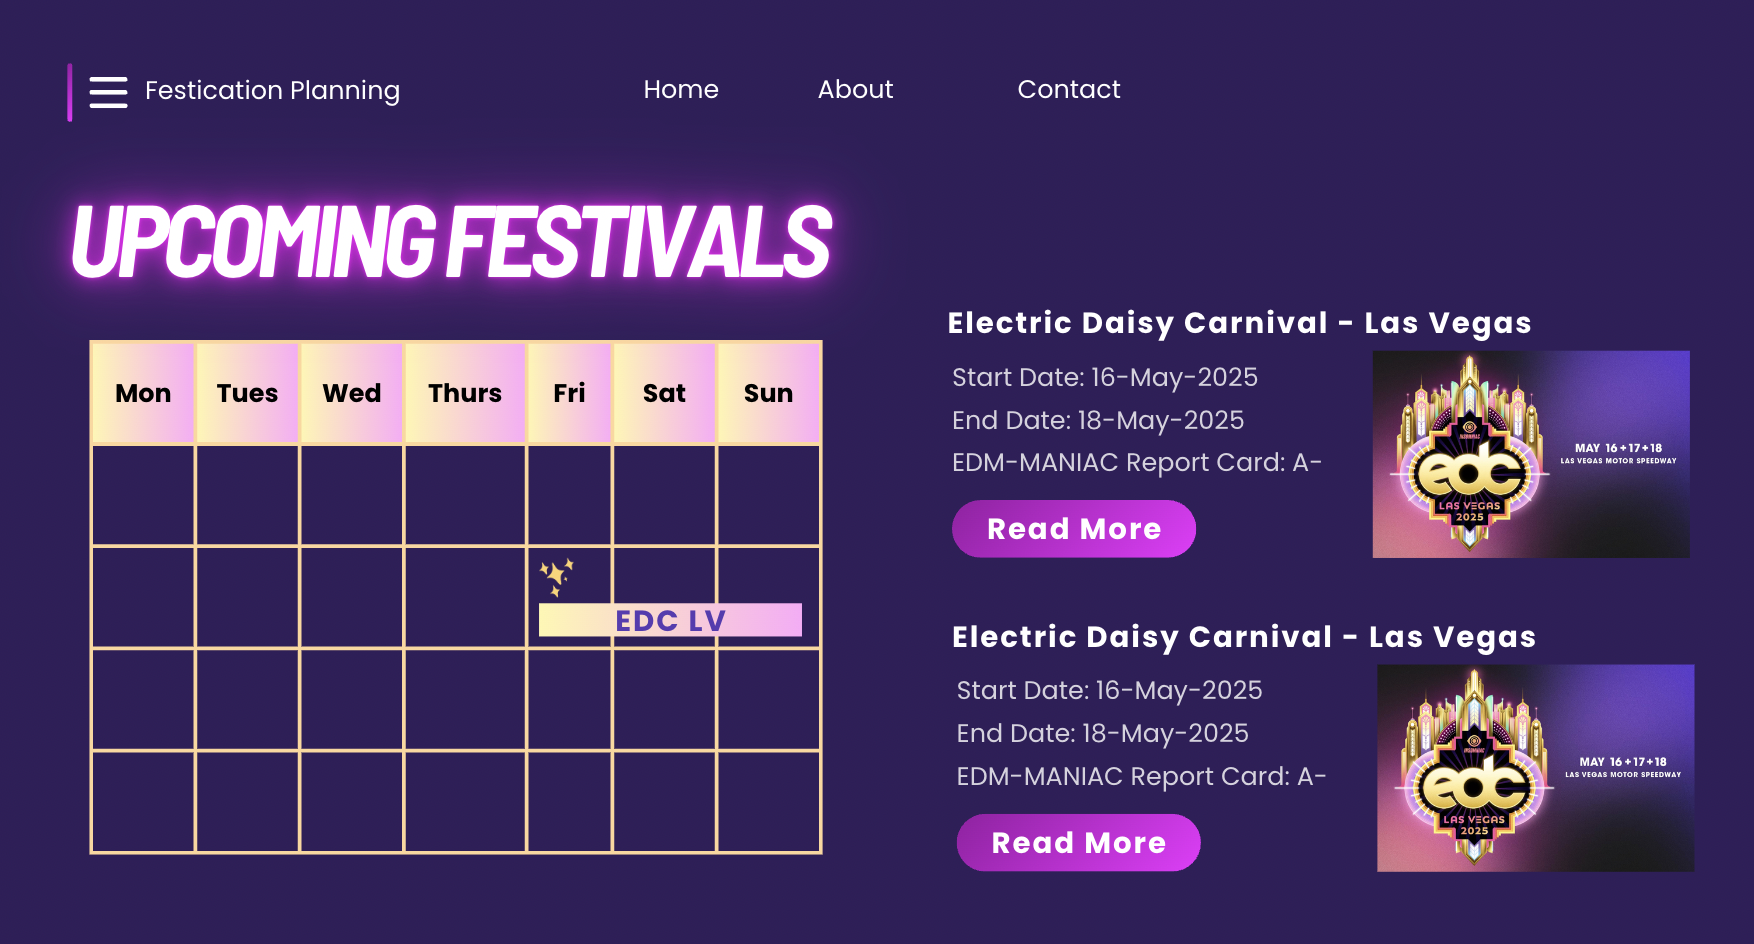 Festication Planning
Home
About
Contact
UPCOMING FESTIVALS
Mon
Tues
Wed
Thurs
Fri
Sat
Sun
EDC LV
Electric Daisy Carnival - Las Vegas
Start Date: 16-May-2025
End Date: 18-May-2025
EDM-MANIAC Report Card: A-
Read More
INSOMNIAC
edc
LAS VEGAS
2025
MAY 16+17+18
LAS VEGAS MOTOR SPEEDWAY
Electric Daisy Carnival - Las Vegas
Start Date: 16-May-2025
End Date: 18-May-2025
EDM-MANIAC Report Card: A-
Read More
INSOMNIAC
edc
LAS VEGAS
2025
MAY 16+17+18
LAS VEGAS MOTOR SPEEDWAY